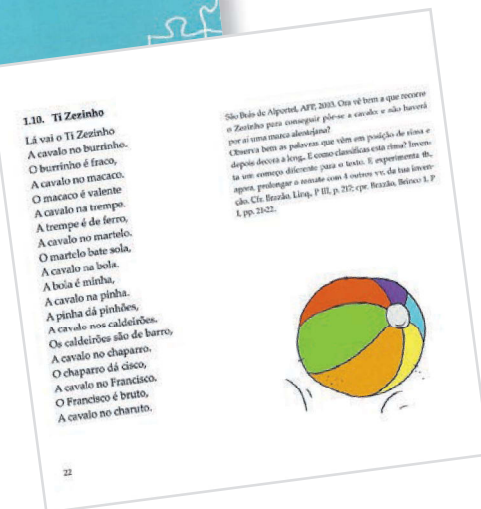 1.10. Ti Zezinho
Lá vai o Ti Zezinho
A cavalo no burrinho.
O burrinho é fraco,
A cavalo no macaco.
O macaco é valente
A cavalo na trempe.
A trempe é de ferro,
A cavalo no martelo.
O martelo bate sola,
A cavalo na bola.
A bola é minha,
A cavalo na pinha.
A pinha dá pinhões,
A cavalo nos caldeirões.
Os caldeirões são de barro,
A cavalo no chaparro.
O chaparro dá cisco,
A cavalo no Francisco.
O Francisco é bruto,
A cavalo no charuto.
São Brás de Alportel, AFP, 2003. Ora vê bem a que recorre
o Zezinho para conseguir pôr-se a cavalo: e não haverá
por aí uma marca alentejana?
Observa bem as palavras que vêm em posição de rima e
depois decora a leng. E como classificas esta rima? Inven-
ta um começo diferente para o texto. E experimenta tb.,
agora, prolongar o remate com 4 outros vv. da tua inven-
ção. Cfr. Brazão, Linq., P III, p. 217; cpr. Brazão, Brinco I, P
I, pp. 21-22.
22